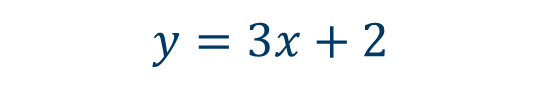 y = 3x + 2